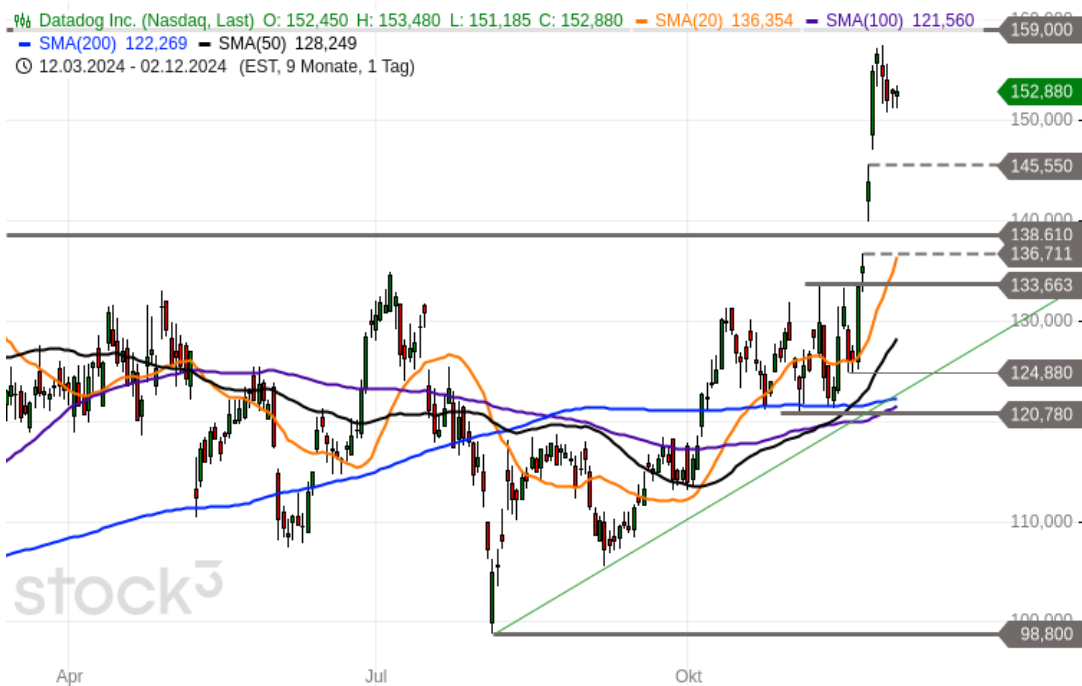 Datadog Inc. (Nasdaq, Last) O: 152,450 H: 153,480 L: 151,185 C: 152,880 SMA(20) 136,354 SMA(100) 121,560
SMA(200) 122,269 SMA(50) 128,249
12.03.2024 - 02.12.2024 (EST, 9 Monate, 1 Tag)
159,000
152,880
150,000
145,550
140,000
138.610
136,711
133,663
130,000
124,880
120,780
110,000
100,000
98,800
stock3
Apr Jul Okt